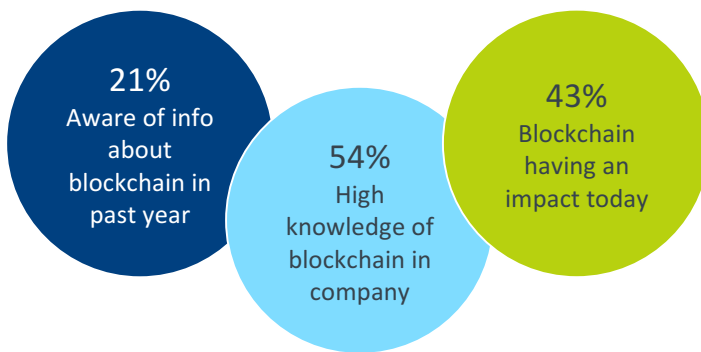 21%
Aware of info
about
blockchain in
past year
54%
High
knowledge of
blockchain in
company
43%
Blockchain
having an
impact today